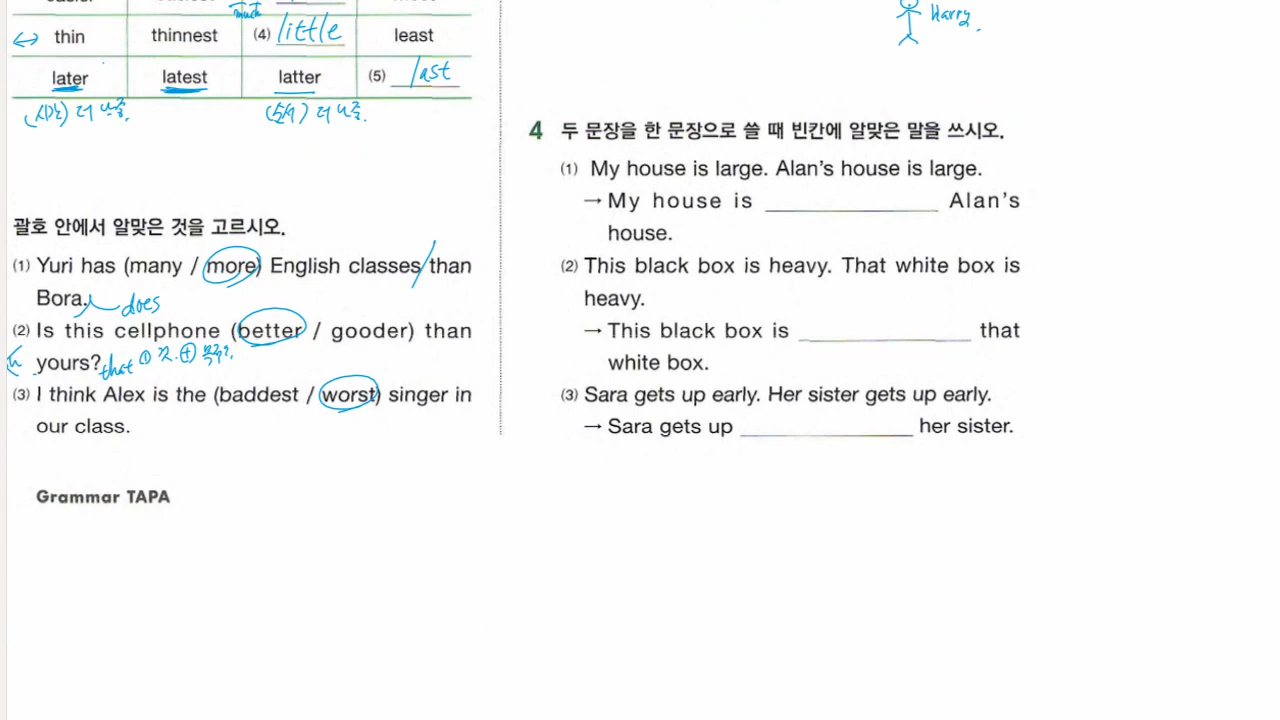 much
thin thinnest (4) little least
later latest latter (5) last
(시간) 더 나중. (순서) 더 나중.
괄호 안에서 알맞은 것을 고르시오.
(1) Yuri has (many / more) English classes / than
Bora. does
(2) Is this cellphone (better / gooder) than
yours? that
(3) I think Alex is the (baddest / worst) singer in
our class.
Grammar TAPA
Harry
4 두 문장을 한 문장으로 쓸 때 빈칸에 알맞은 말을 쓰시오.
(1) My house is large. Alan's house is large.
→ My house is ____________ Alan's
house.
(2) This black box is heavy. That white box is
heavy.
→ This black box is ____________ that
white box.
(3) Sara gets up early. Her sister gets up early.
→ Sara gets up ____________ her sister.